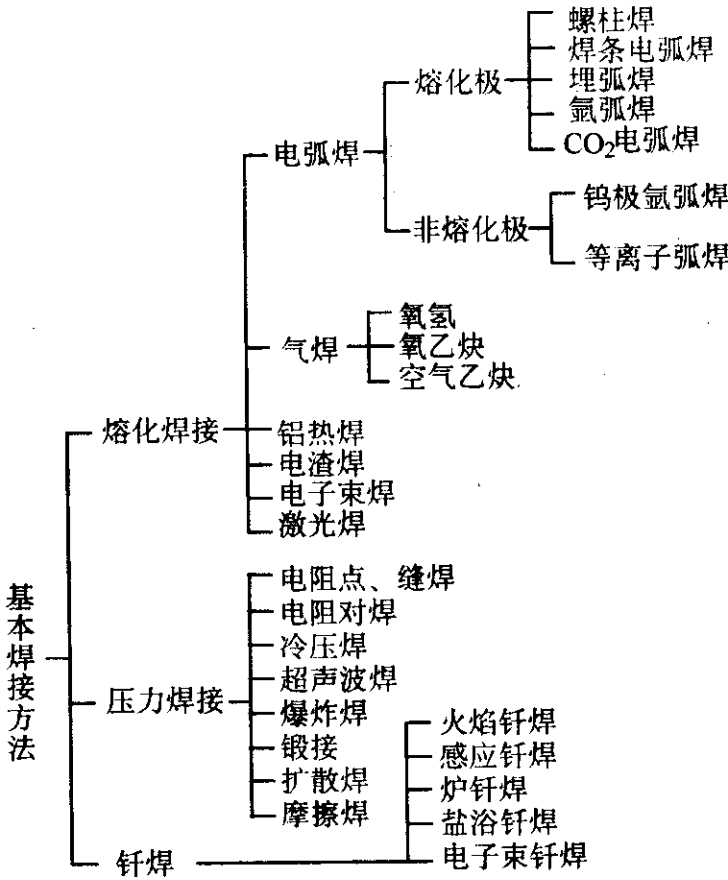 基本焊接方法
熔化焊接
电弧焊
熔化极
螺柱焊
焊条电弧焊
埋弧焊
氩弧焊
CO₂电弧焊
非熔化极
钨极氩弧焊
等离子弧焊
气焊
氧氢
氧乙炔
空气乙炔
铝热焊
电渣焊
电子束焊
激光焊
压力焊接
电阻点、缝焊
电阻对焊
冷压焊
超声波焊
爆炸焊
锻接
扩散焊
摩擦焊
钎焊
火焰钎焊
感应钎焊
炉钎焊
盐浴钎焊
电子束钎焊